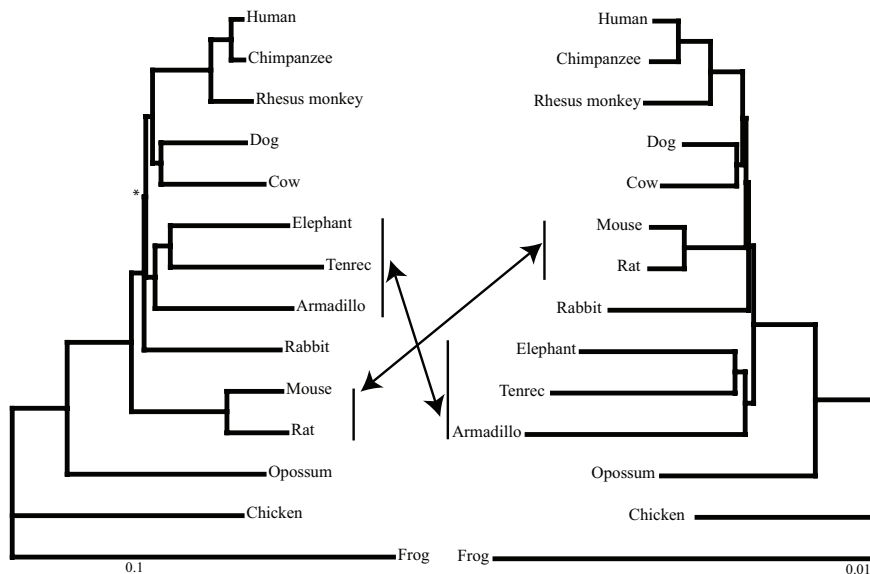 Human
Chimpanzee
Rhesus monkey
Dog
Cow
*
Elephant
Tenrec
Armadillo
Rabbit
Mouse
Rat
Opossum
Chicken
Frog
0.1
Human
Chimpanzee
Rhesus monkey
Dog
Cow
Mouse
Rat
Rabbit
Elephant
Tenrec
Armadillo
Opossum
Chicken
Frog
0.01